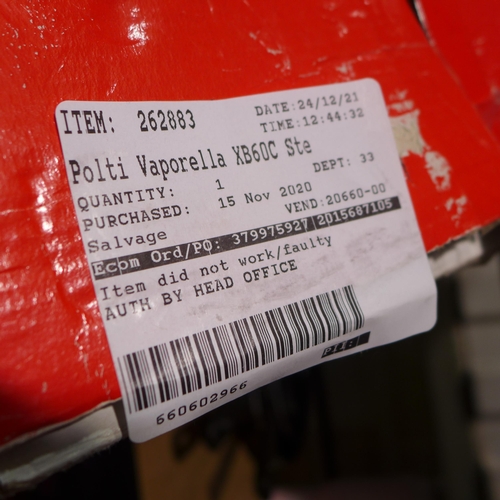 ITEM: 262883
DATE:24/12/21
TIME:12:44:32
Polti Vaporella XB60C Ste
QUANTITY: 1
DEPT: 33
PURCHASED: 15 Nov 2020
VEND:20660-00
Salvage
Ecom Ord/PO: 379975927 2015687105
Item did not work/faulty
AUTH BY HEAD OFFICE
660602966